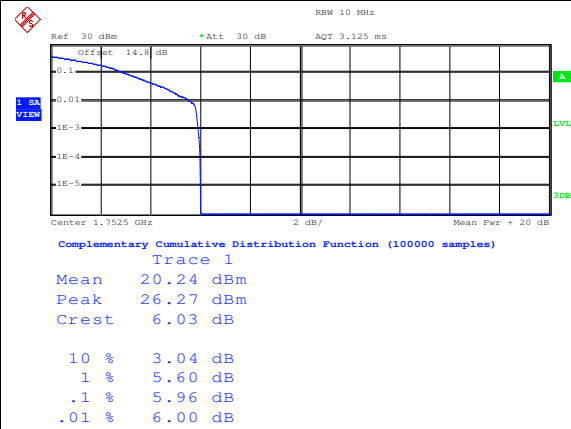 RBW 10 MHz
Ref 30 dBm *Att 30 dB AQT 3.125 ms
Offset 14.8 dB
0.1
A
0.01
1 SA
VIEW
1E-3
LVL
1E-4
1E-5
3DB
Center 1.7525 GHz 2 dB/ Mean Pwr + 20 dB
Complementary Cumulative Distribution Function (100000 samples)
Trace 1
Mean 20.24 dBm
Peak 26.27 dBm
Crest 6.03 dB
10 % 3.04 dB
1 % 5.60 dB
.1 % 5.96 dB
.01 % 6.00 dB